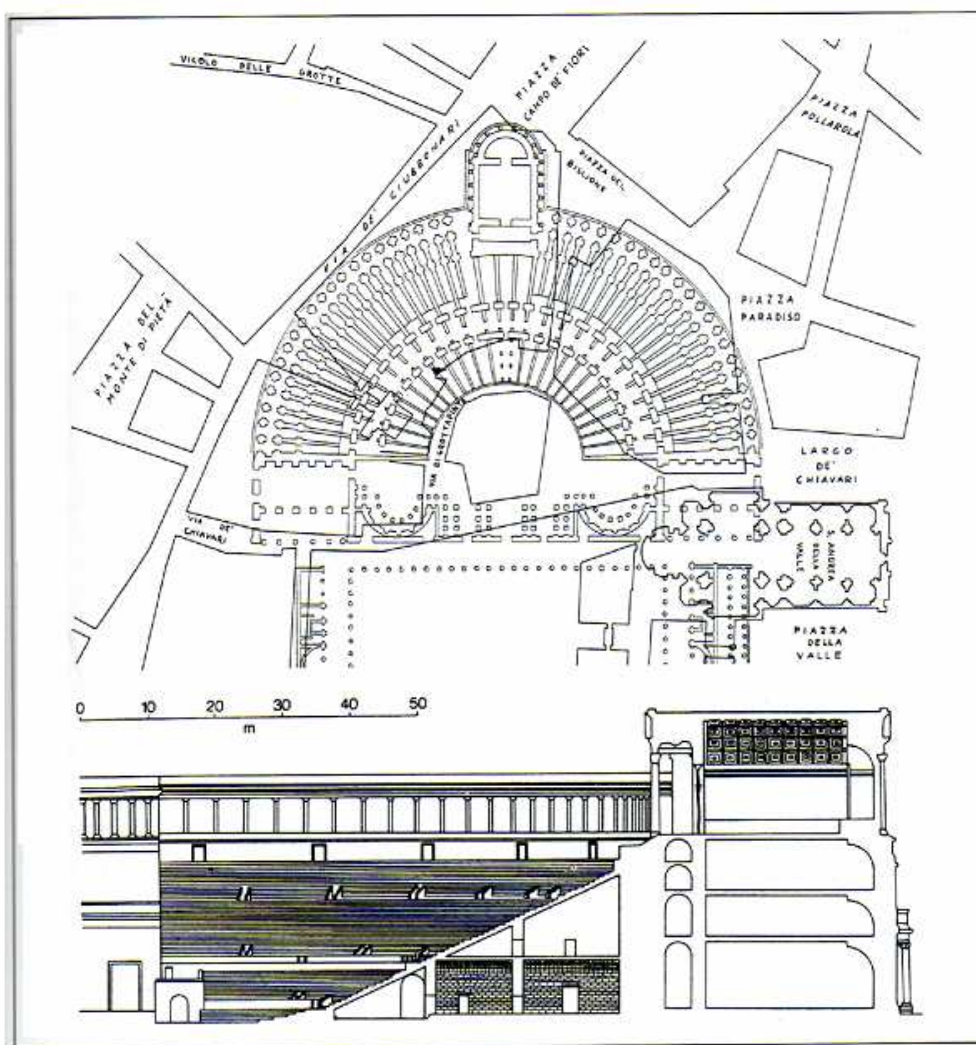 VICOLO DELLE GROTTE
PIAZZA
CAMPO DE' FIORI
PIAZZA
POLLAROLA
VIA DE' GIUBBONARI
PIAZZA DEL
BISCIONE
PIAZZA DEL
MONTE DI PIETÀ
PIAZZA
PARADISO
VIA DI GROTTAPINTA
LARGO
DE'
CHIAVARI
VIA DE'
CHIAVARI
S. ANDREA
DELLA
VALLE
PIAZZA
DELLA
VALLE
0 10 20 30 40 50
m